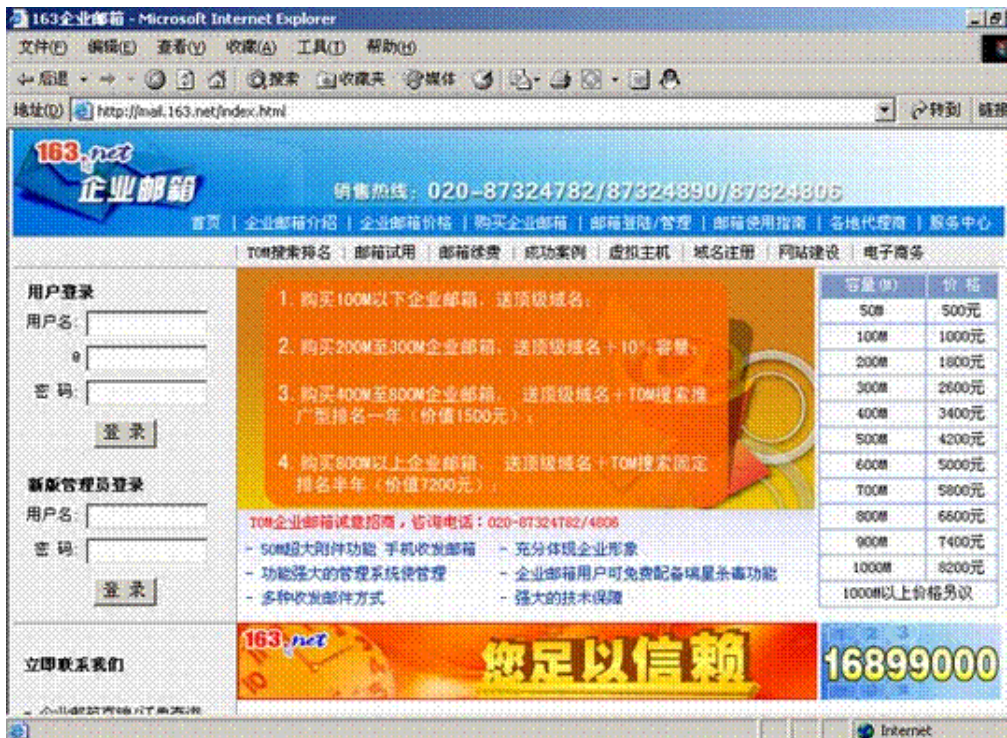 163企业邮箱 - Microsoft Internet Explorer
文件(F) 编辑(E) 查看(V) 收藏(A) 工具(T) 帮助(H)
后退 搜索 收藏夹 媒体
地址(D) http://mail.163.net/index.html 转到 链接
163.net
企业邮箱
销售热线：020-87324782/87324890/87324806
首页 | 企业邮箱介绍 | 企业邮箱价格 | 购买企业邮箱 | 邮箱登陆/管理 | 邮箱使用指南 | 各地代理商 | 服务中心
TOM搜索排名 | 邮箱试用 | 邮箱续费 | 成功案例 | 虚拟主机 | 域名注册 | 网站建设 | 电子商务
用户登录
用户名:
@
密 码:
登 录
新版管理员登录
用户名:
密 码:
登 录
立即联系我们
1. 购买100M以下企业邮箱，送顶级域名；
2. 购买200M至300M企业邮箱，送顶级域名＋10%容量；
3. 购买400M至800M企业邮箱， 送顶级域名＋TOM搜索推
广型排名一年（价值1500元）；
4. 购买800M以上企业邮箱， 送顶级域名＋TOM搜索固定
排名半年（价值7200元）；
TOM企业邮箱诚意招商，咨询电话：020-87324782/4806
- 50M超大附件功能 手机收发邮箱 - 充分体现企业形象
- 功能强大的管理系统便管理 - 企业邮箱用户可免费配备瑞星杀毒功能
- 多种收发邮件方式 - 强大的技术保障
容量(M) 价 格
50M 500元
100M 1000元
200M 1800元
300M 2600元
400M 3400元
500M 4200元
600M 5000元
700M 5800元
800M 6600元
900M 7400元
1000M 8200元
1000M以上价格另议
163.net 您足以信赖
16899000
Internet